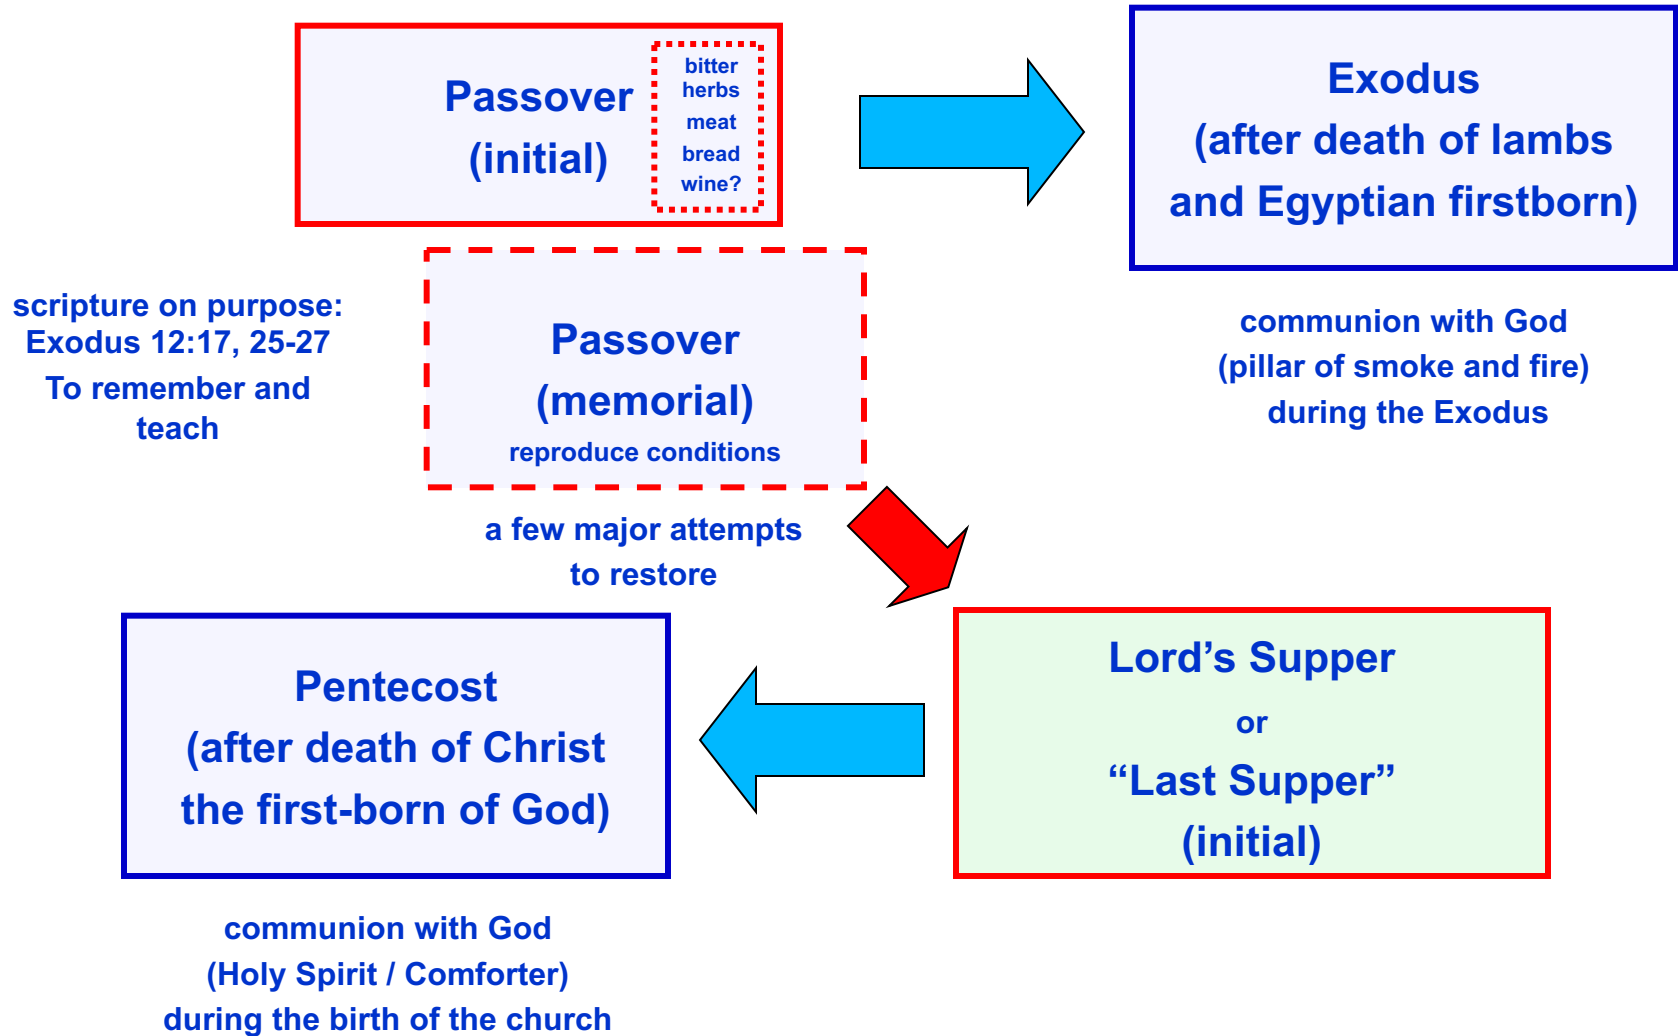 Passover
(initial)
bitter
herbs
meat
bread
wine?
Exodus
(after death of lambs
and Egyptian firstborn)
scripture on purpose:
Exodus 12:17, 25-27
To remember and
teach
Passover
(memorial)
reproduce conditions
communion with God
(pillar of smoke and fire)
during the Exodus
a few major attempts
to restore
Pentecost
(after death of Christ
the first-born of God)
Lord’s Supper
or
“Last Supper”
(initial)
communion with God
(Holy Spirit / Comforter)
during the birth of the church